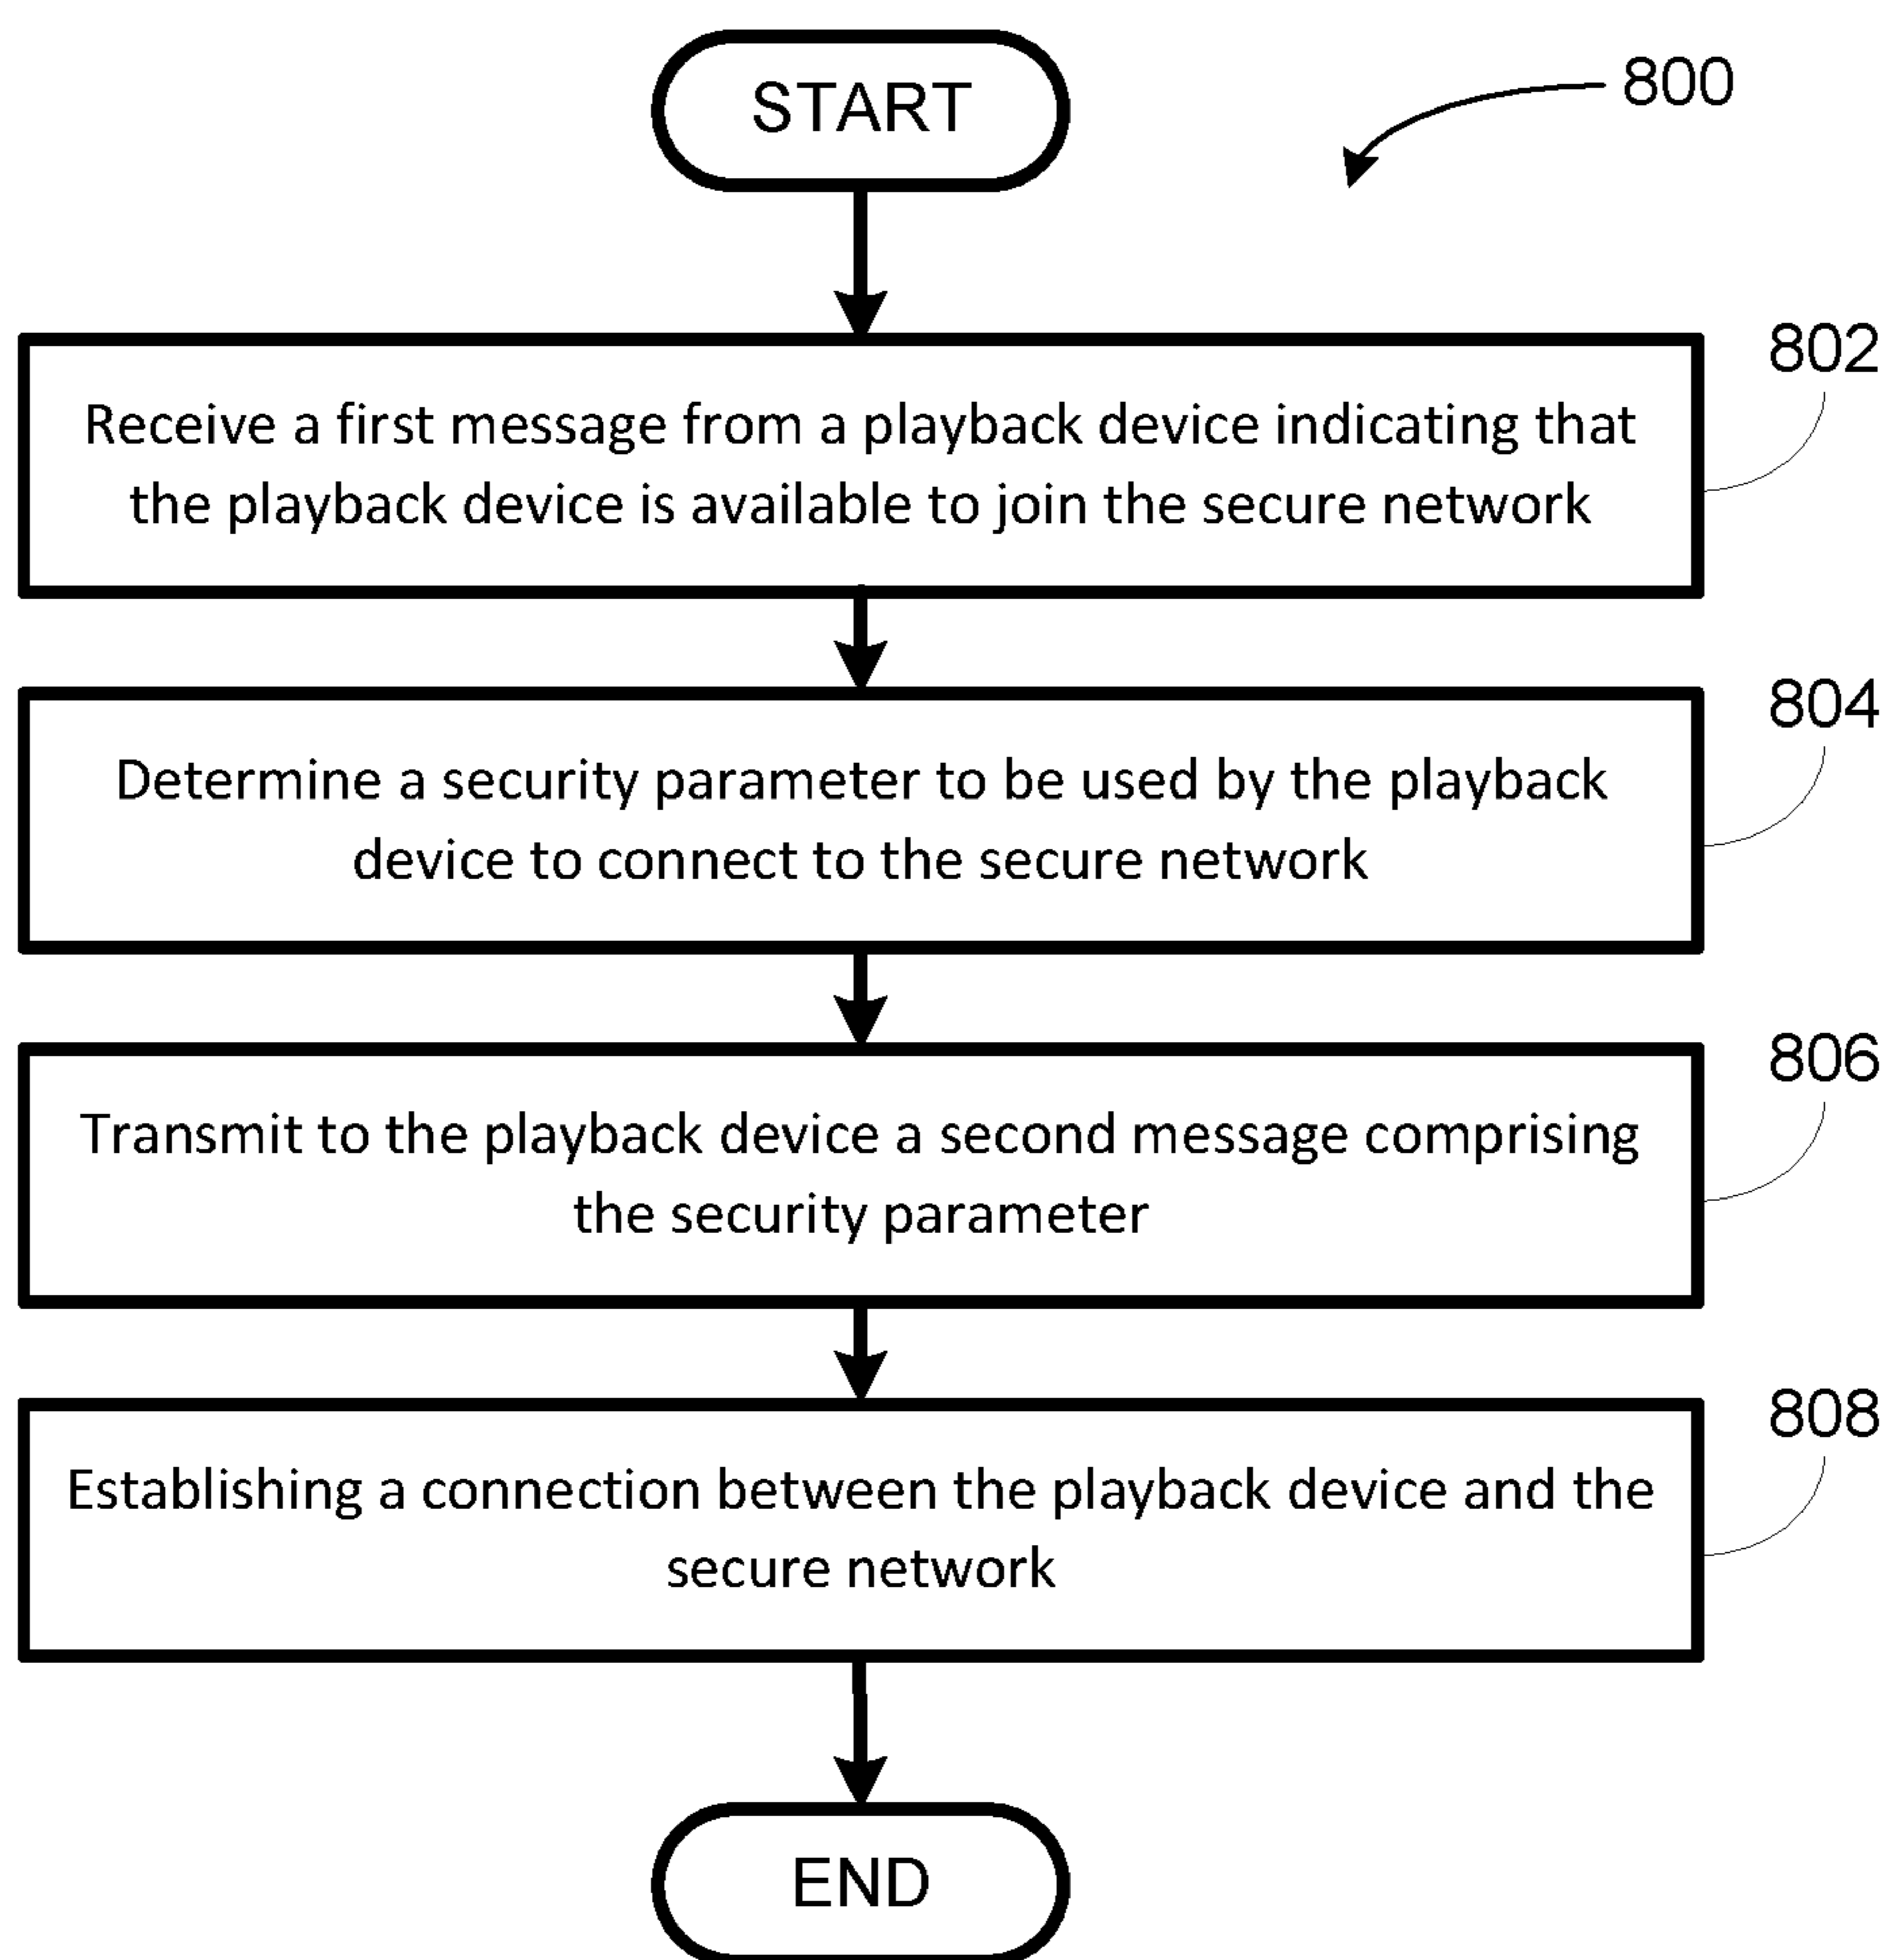 START
800
802
Receive a first message from a playback device indicating that
the playback device is available to join the secure network
804
Determine a security parameter to be used by the playback
device to connect to the secure network
806
Transmit to the playback device a second message comprising
the security parameter
808
Establishing a connection between the playback device and the
secure network
END